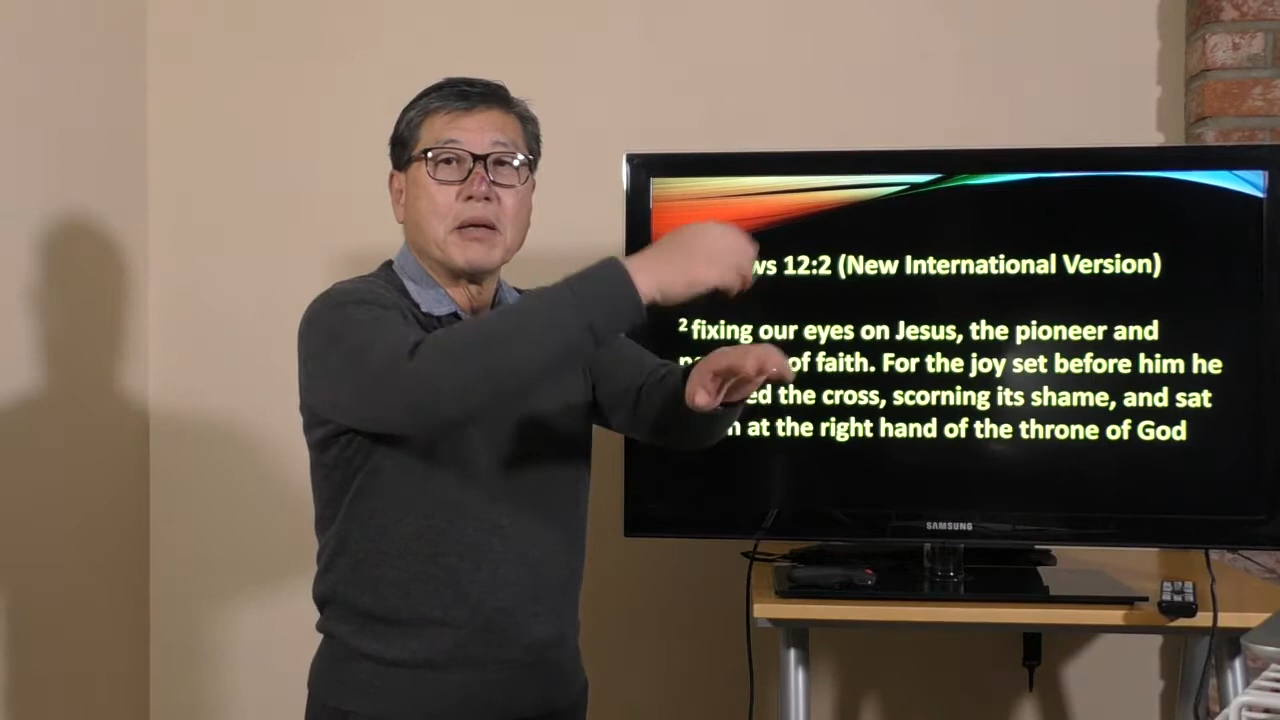 12:2 (New International Version)
2 fixing our eyes on Jesus, the pioneer and
of faith. For the joy set before him he
the cross, scorning its shame, and sat
at the right hand of the throne of God
SAMSUNG